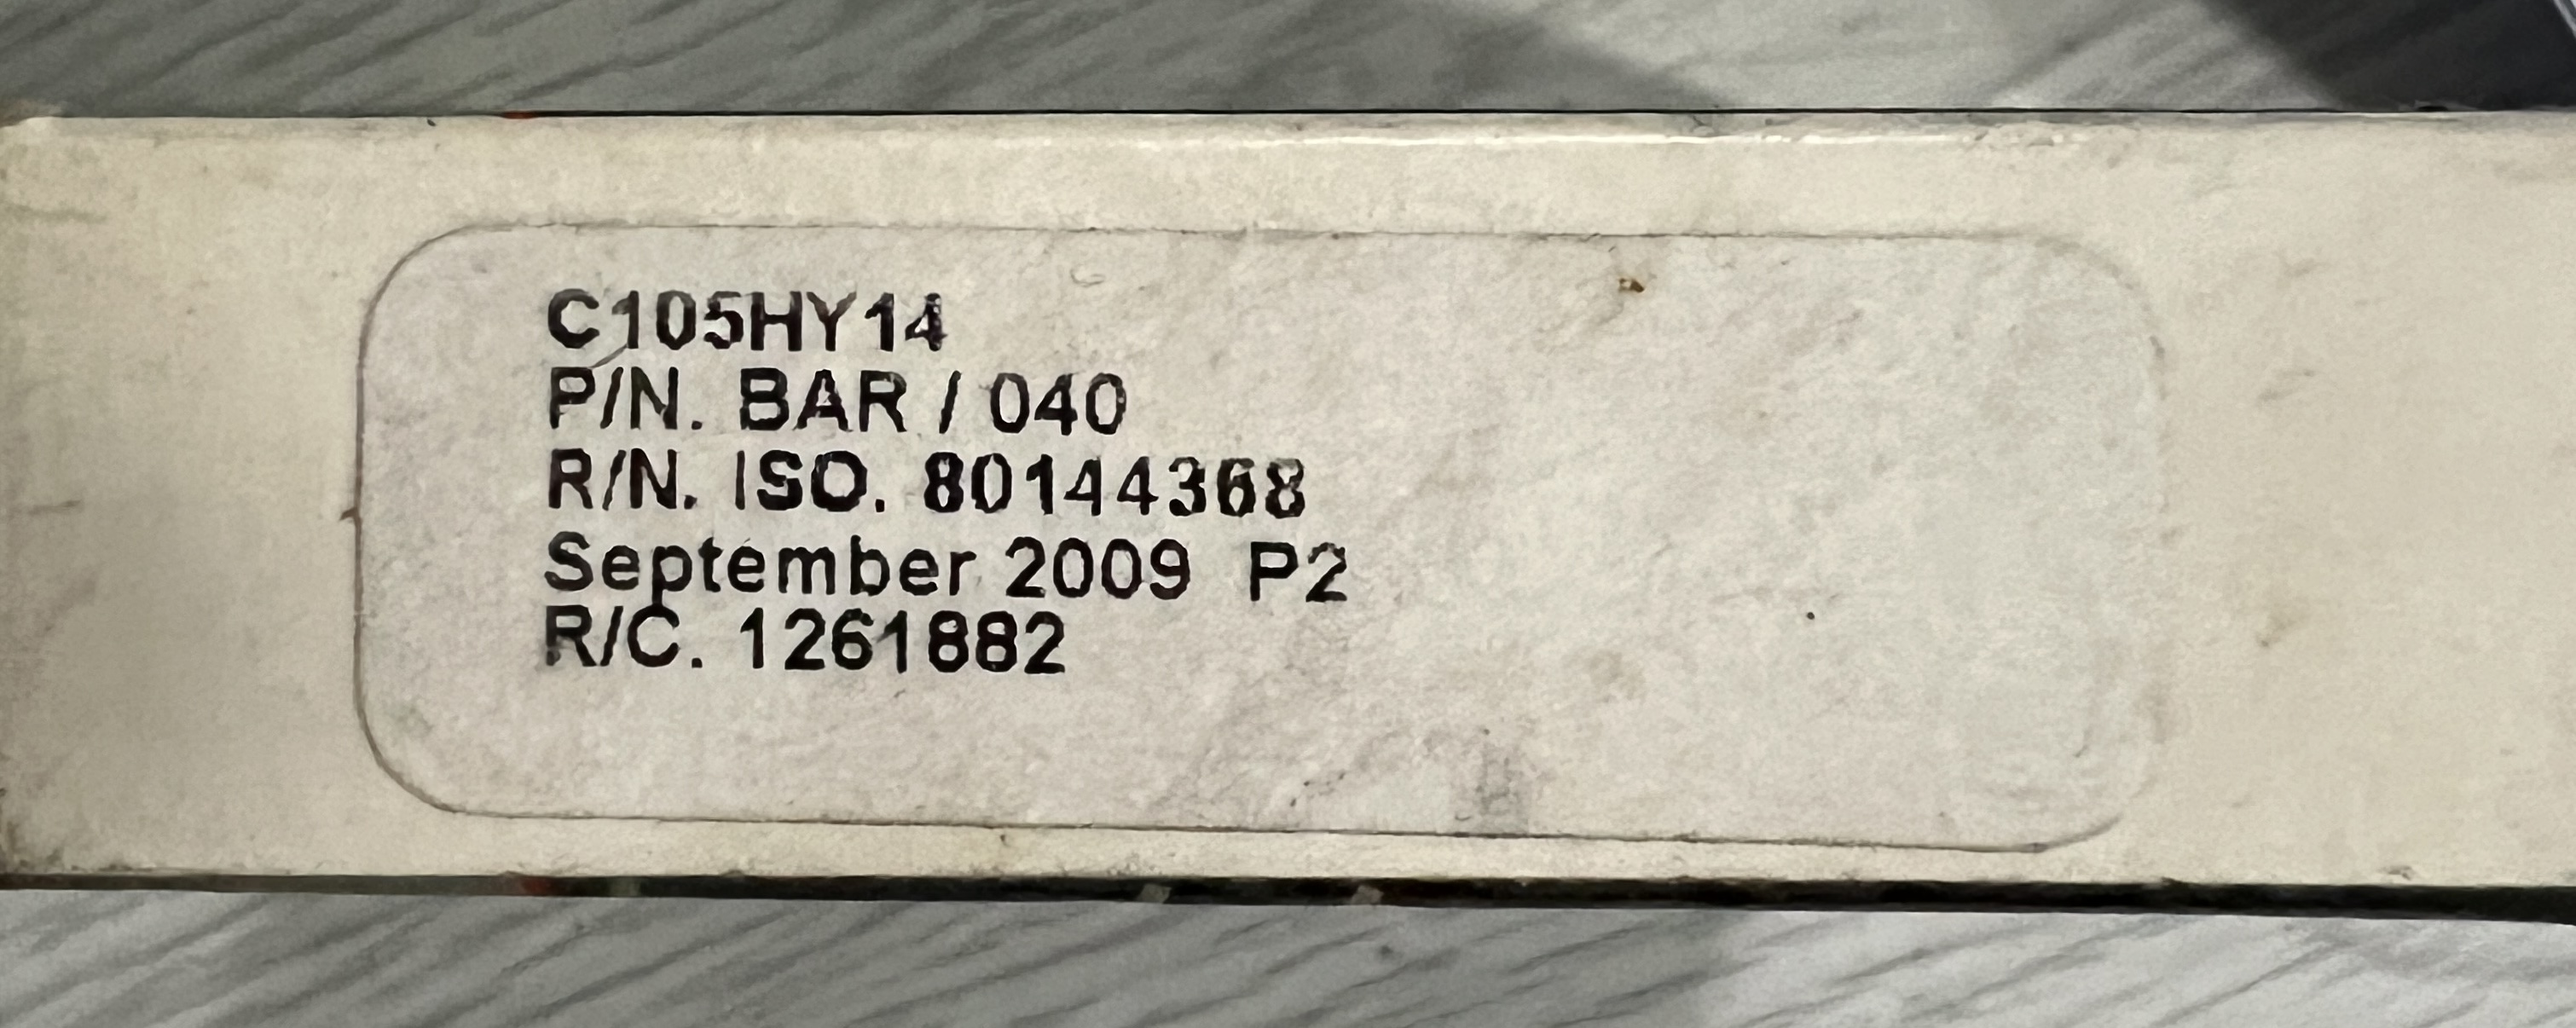 C105HY14
P/N. BAR / 040
R/N. ISO. 80144368
September 2009 P2
R/C. 1261882